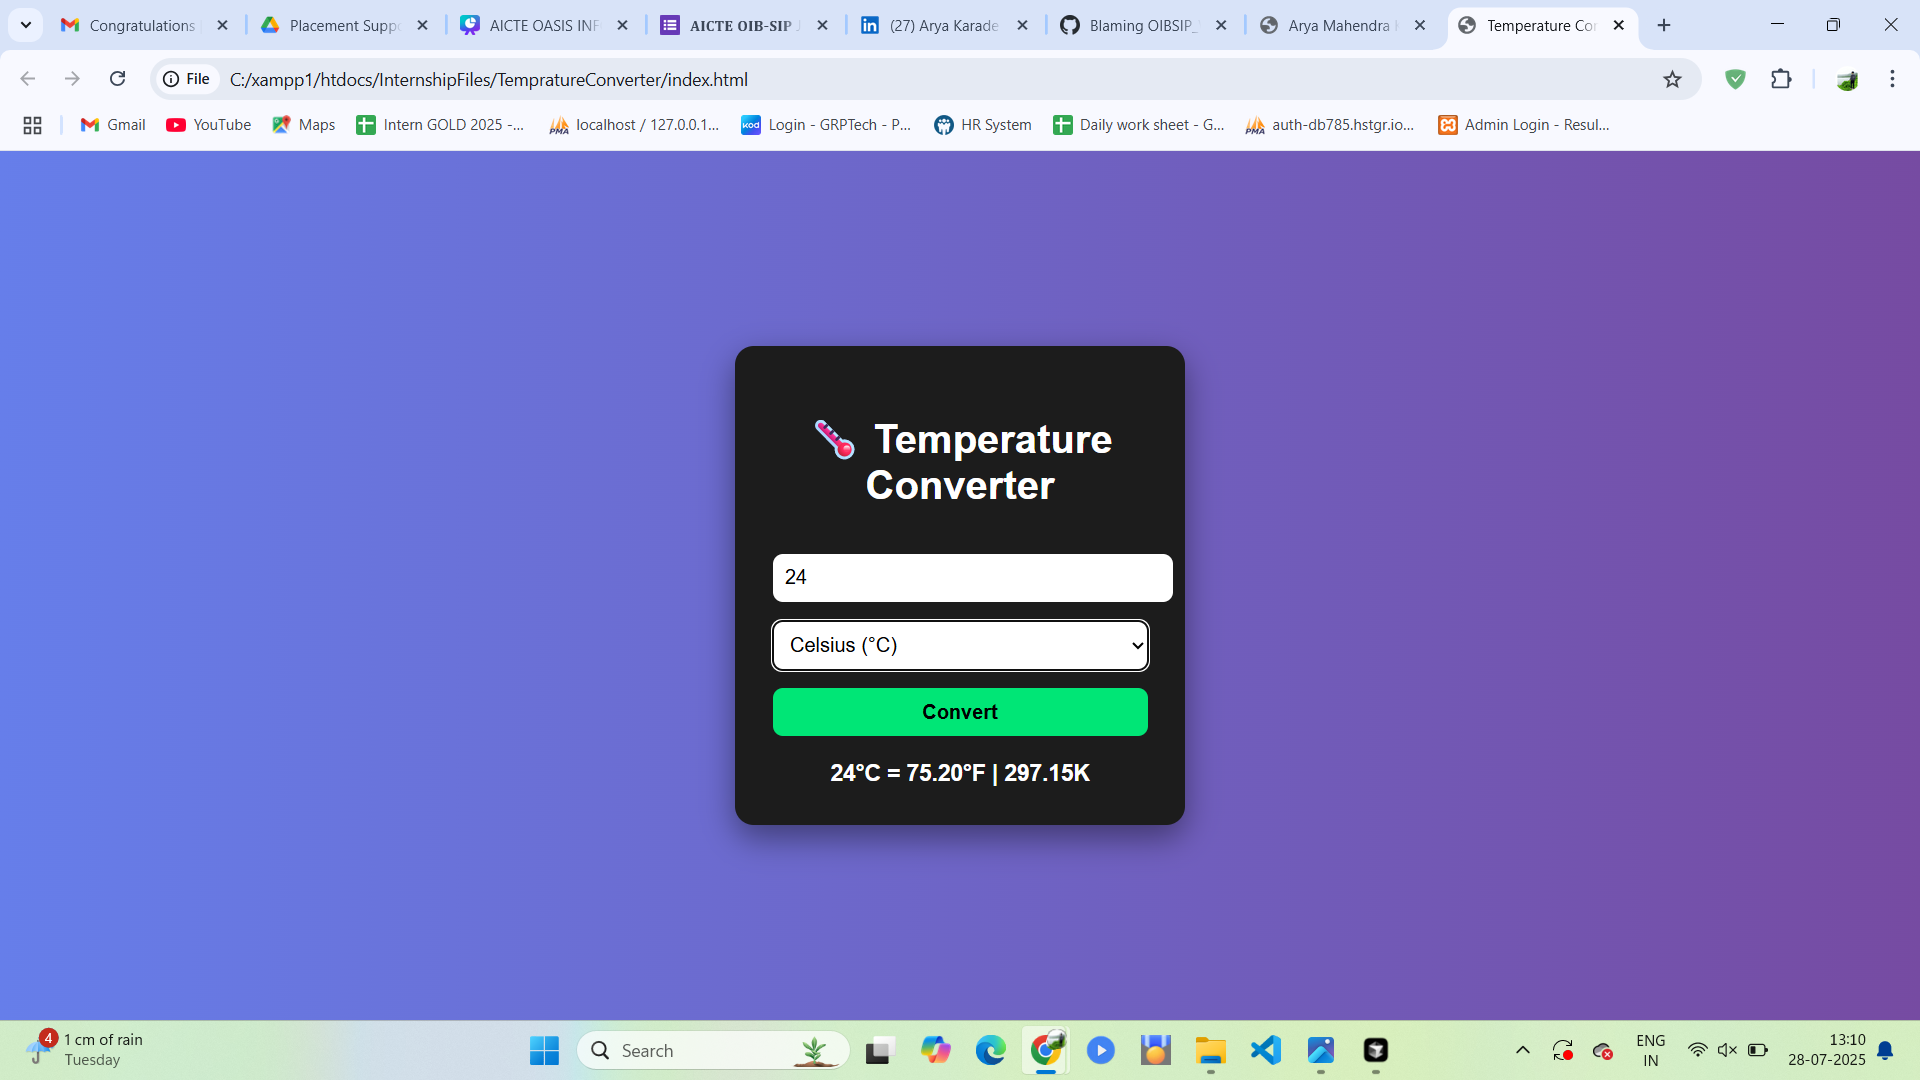 Congratulations
Placement Suppo
AICTE OASIS INF
AICTE OIB-SIP J
(27) Arya Karade
Blaming OIBSIP_
Arya Mahendra K
Temperature Con
File
C:/xampp1/htdocs/InternshipFiles/TempratureConverter/index.html
Gmail
YouTube
Maps
Intern GOLD 2025 -...
localhost / 127.0.0.1...
Login - GRPTech - P...
HR System
Daily work sheet - G...
auth-db785.hstgr.io...
Admin Login - Resul...
Temperature
Converter
24
Celsius (°C)
Convert
24°C = 75.20°F | 297.15K
4
1 cm of rain
Tuesday
Search
ENG
IN
13:10
28-07-2025